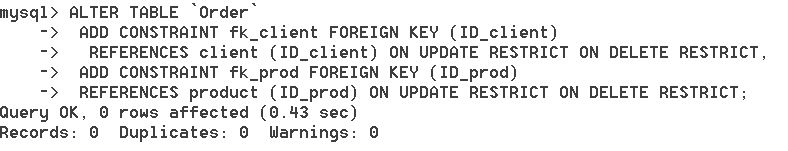 mysql> ALTER TABLE `Order`
    -> ADD CONSTRAINT fk_client FOREIGN KEY (ID_client)
    -> REFERENCES client (ID_client) ON UPDATE RESTRICT ON DELETE RESTRICT,
    -> ADD CONSTRAINT fk_prod FOREIGN KEY (ID_prod)
    -> REFERENCES product (ID_prod) ON UPDATE RESTRICT ON DELETE RESTRICT;
Query OK, 0 rows affected (0.43 sec)
Records: 0  Duplicates: 0  Warnings: 0